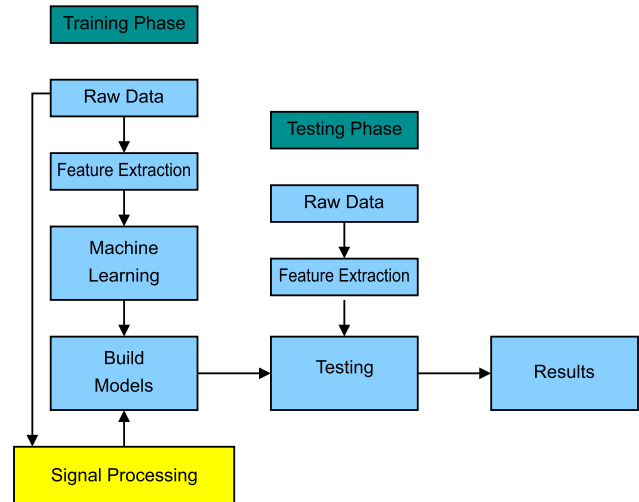 Training Phase
Raw Data
Feature Extraction
Machine
Learning
Build
Models
Signal Processing
Testing Phase
Raw Data
Feature Extraction
Testing
Results